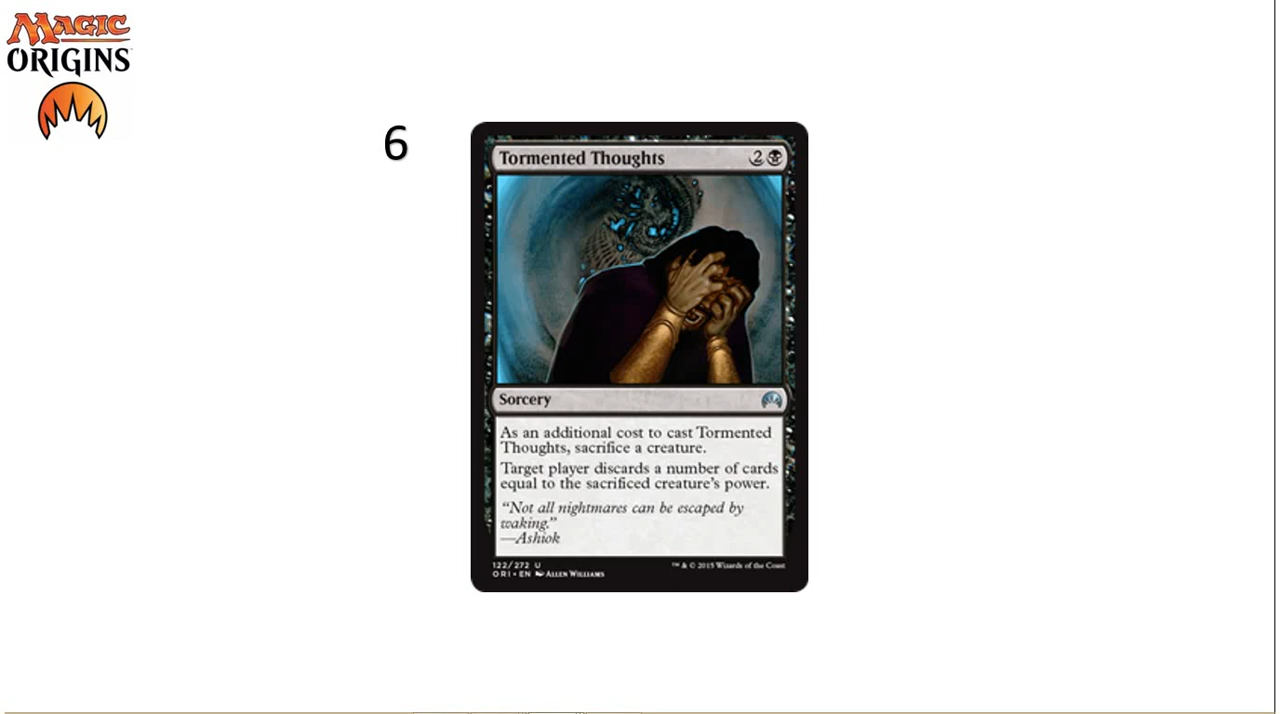 MAGIC
ORIGINS
6
Tormented Thoughts 2
Sorcery
As an additional cost to cast Tormented
Thoughts, sacrifice a creature.
Target player discards a number of cards
equal to the sacrificed creature's power.
"Not all nightmares can be escaped by
waking."
—Ashiok
122/272 U
ORI • EN ALLEN WILLIAMS
™ & © 2015 Wizards of the Coast